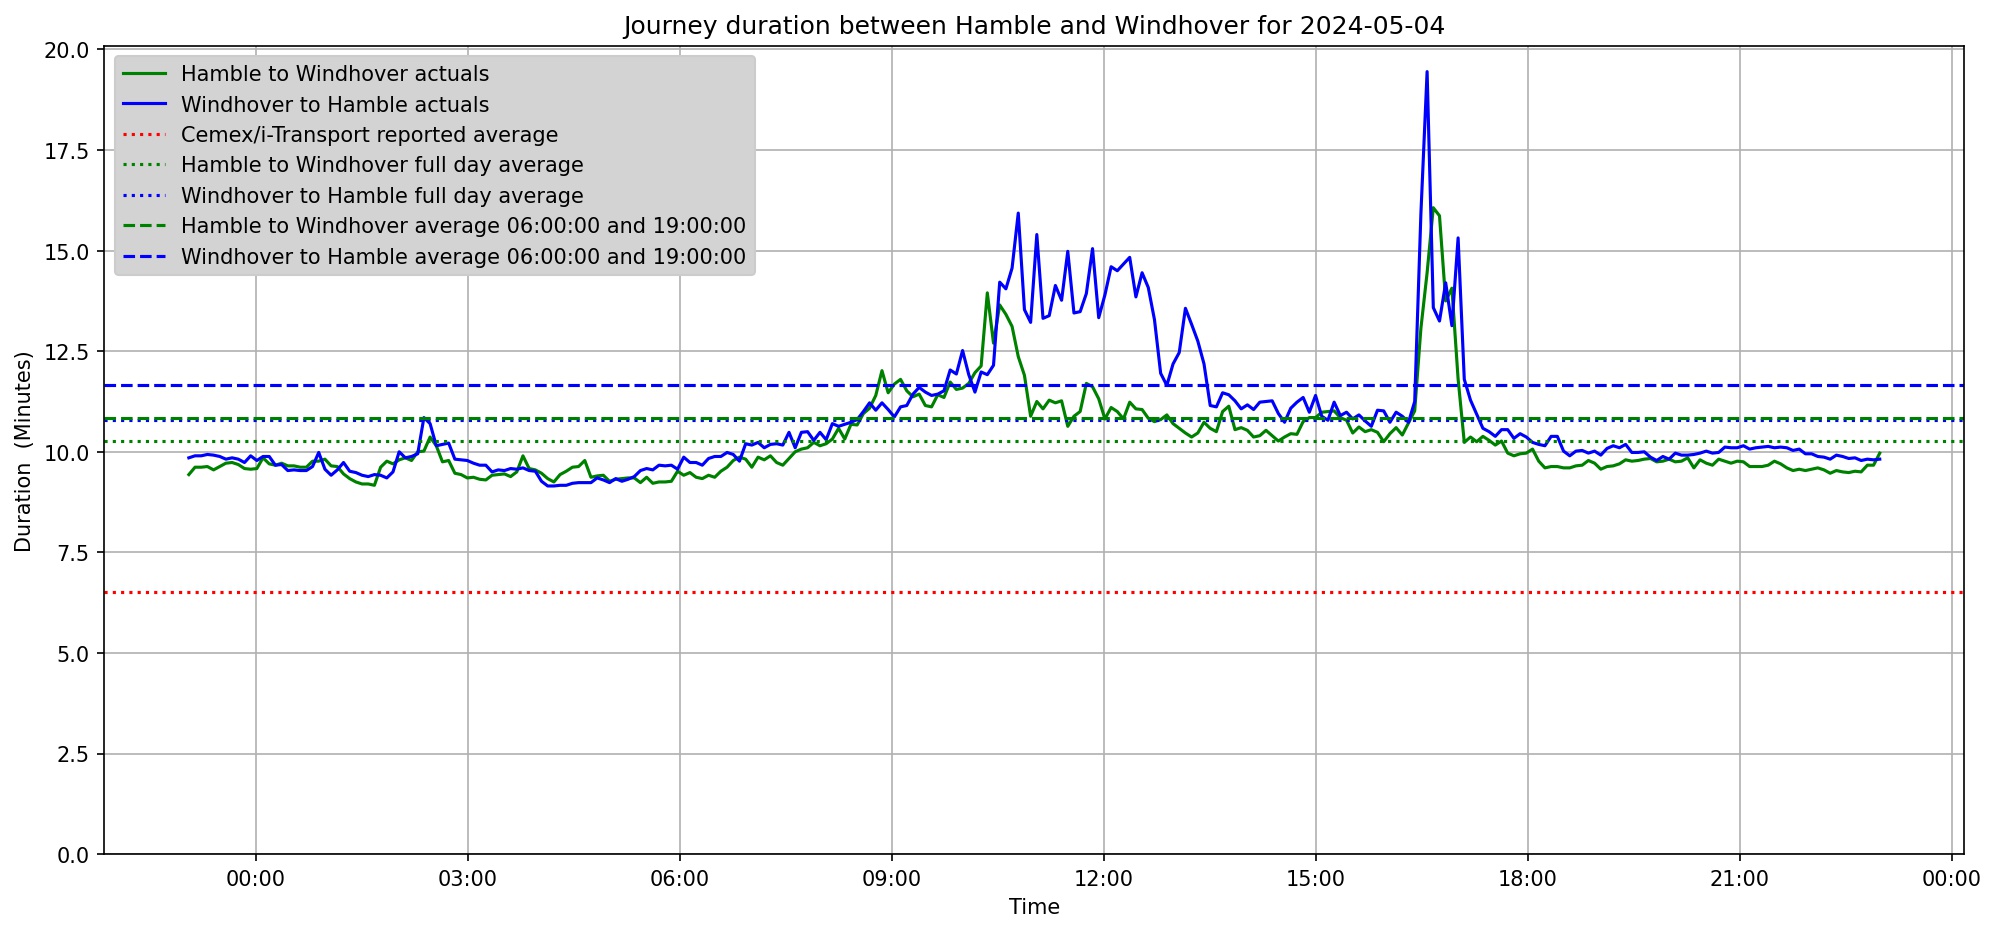 Journey duration between Hamble and Windhover for 2024-05-04
20.0
17.5
15.0
12.5
10.0
7.5
5.0
2.5
0.0
Duration  (Minutes)
Hamble to Windhover actuals
Windhover to Hamble actuals
Cemex/i-Transport reported average
Hamble to Windhover full day average
Windhover to Hamble full day average
Hamble to Windhover average 06:00:00 and 19:00:00
Windhover to Hamble average 06:00:00 and 19:00:00
00:00 03:00 06:00 09:00 12:00 15:00 18:00 21:00 00:00
Time